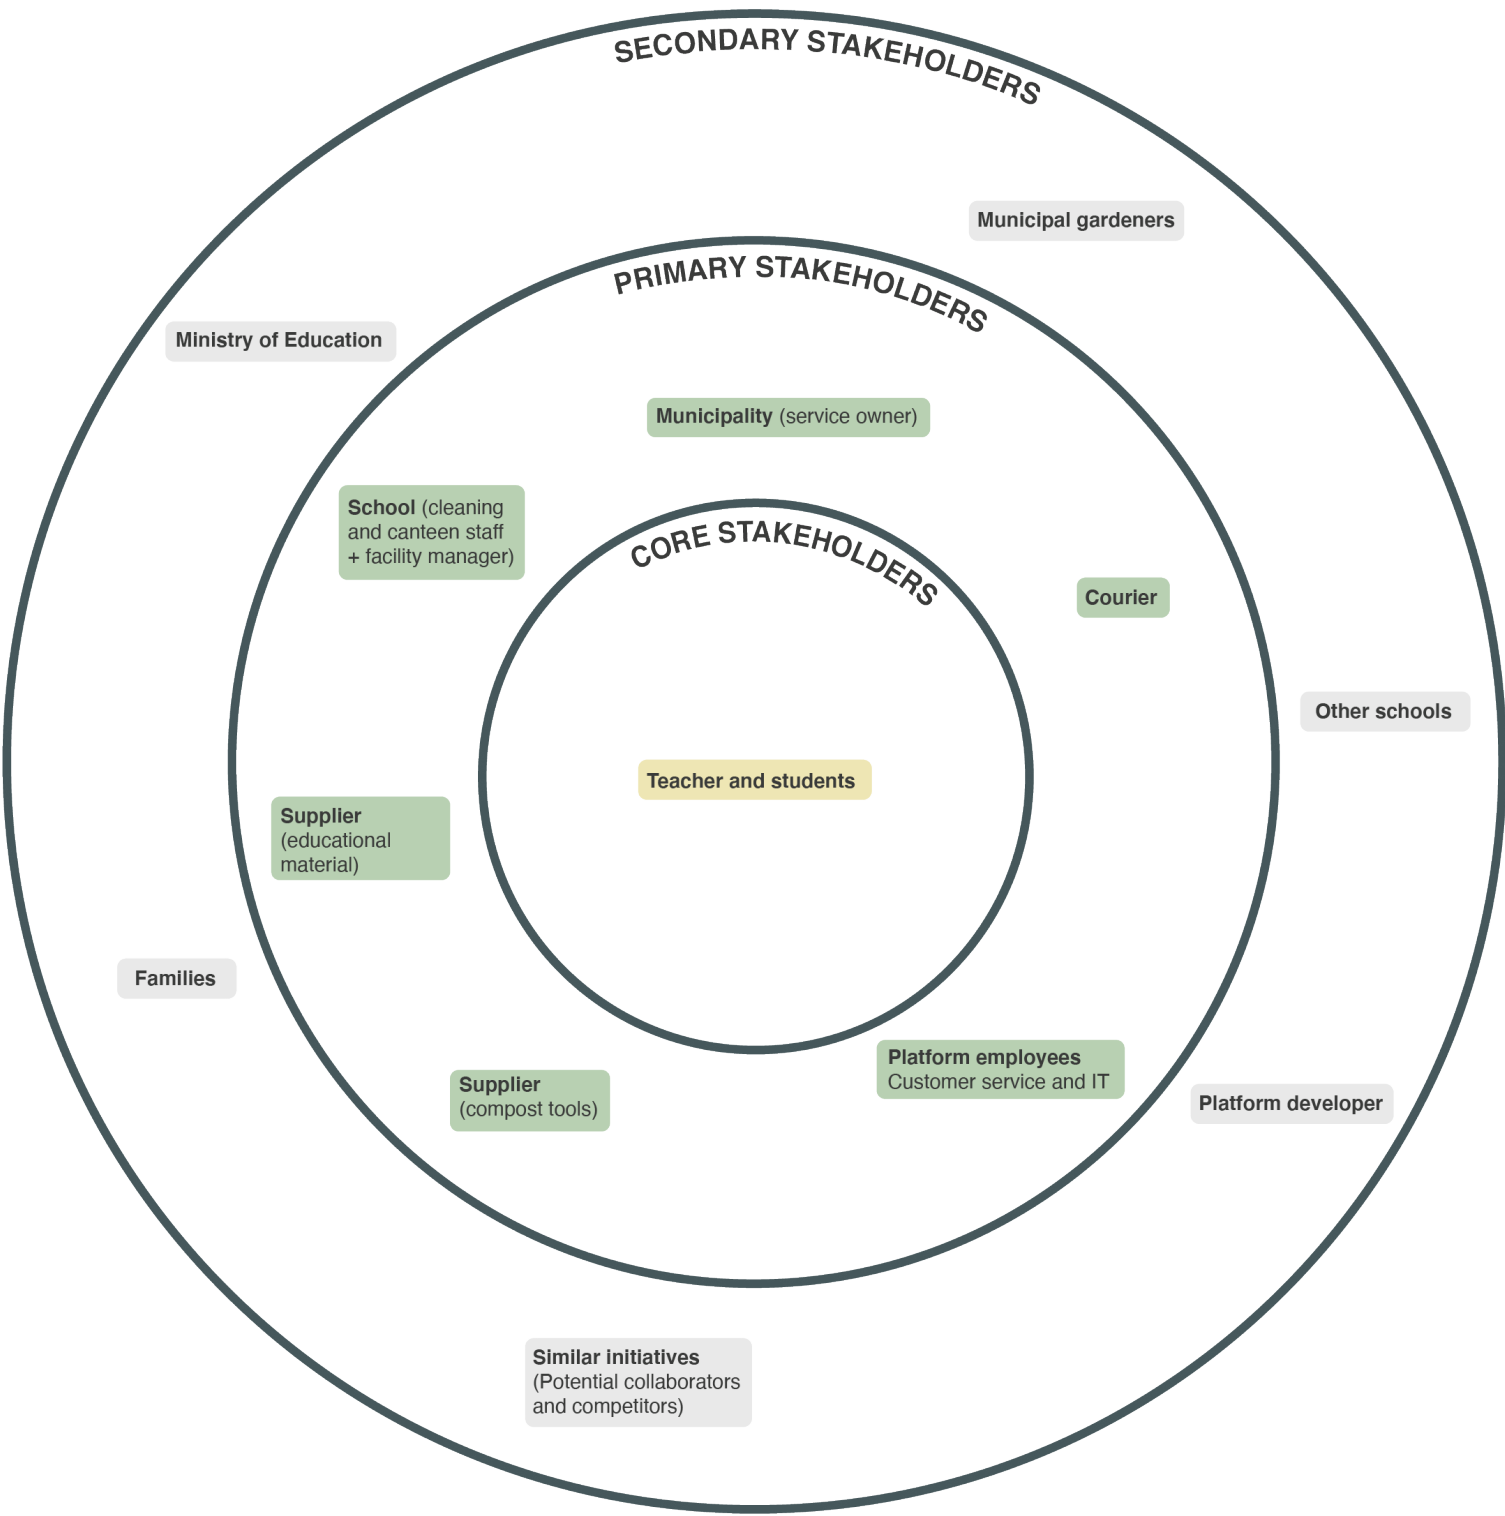 SECONDARY STAKEHOLDERS
Municipal gardeners
PRIMARY STAKEHOLDERS
Ministry of Education
Municipality (service owner)
School (cleaning
and canteen staff
+ facility manager)
CORE STAKEHOLDERS
Courier
Other schools
Teacher and students
Supplier
(educational
material)
Families
Platform employees
Customer service and IT
Supplier
(compost tools)
Platform developer
Similar initiatives
(Potential collaborators
and competitors)